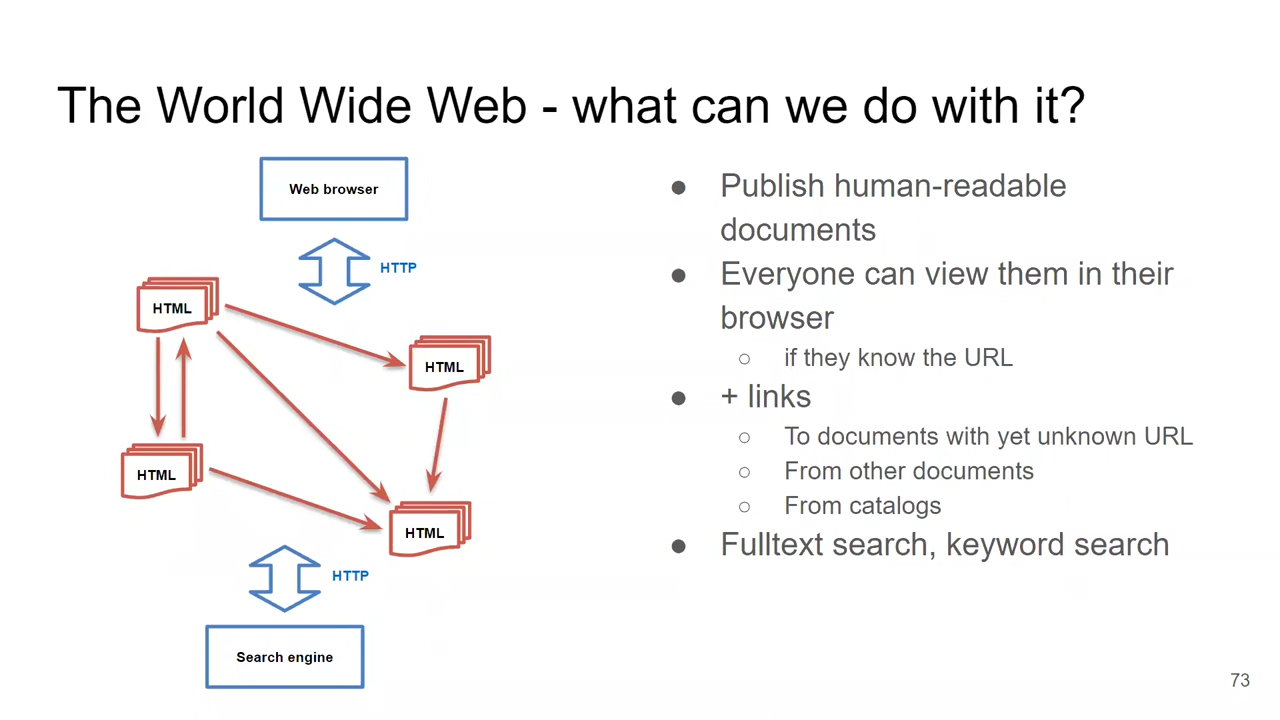 The World Wide Web - what can we do with it?
Web browser
HTTP
HTML
HTML
HTML
HTML
HTTP
Search engine
● Publish human-readable
documents
● Everyone can view them in their
browser
○ if they know the URL
● + links
○ To documents with yet unknown URL
○ From other documents
○ From catalogs
● Fulltext search, keyword search
73